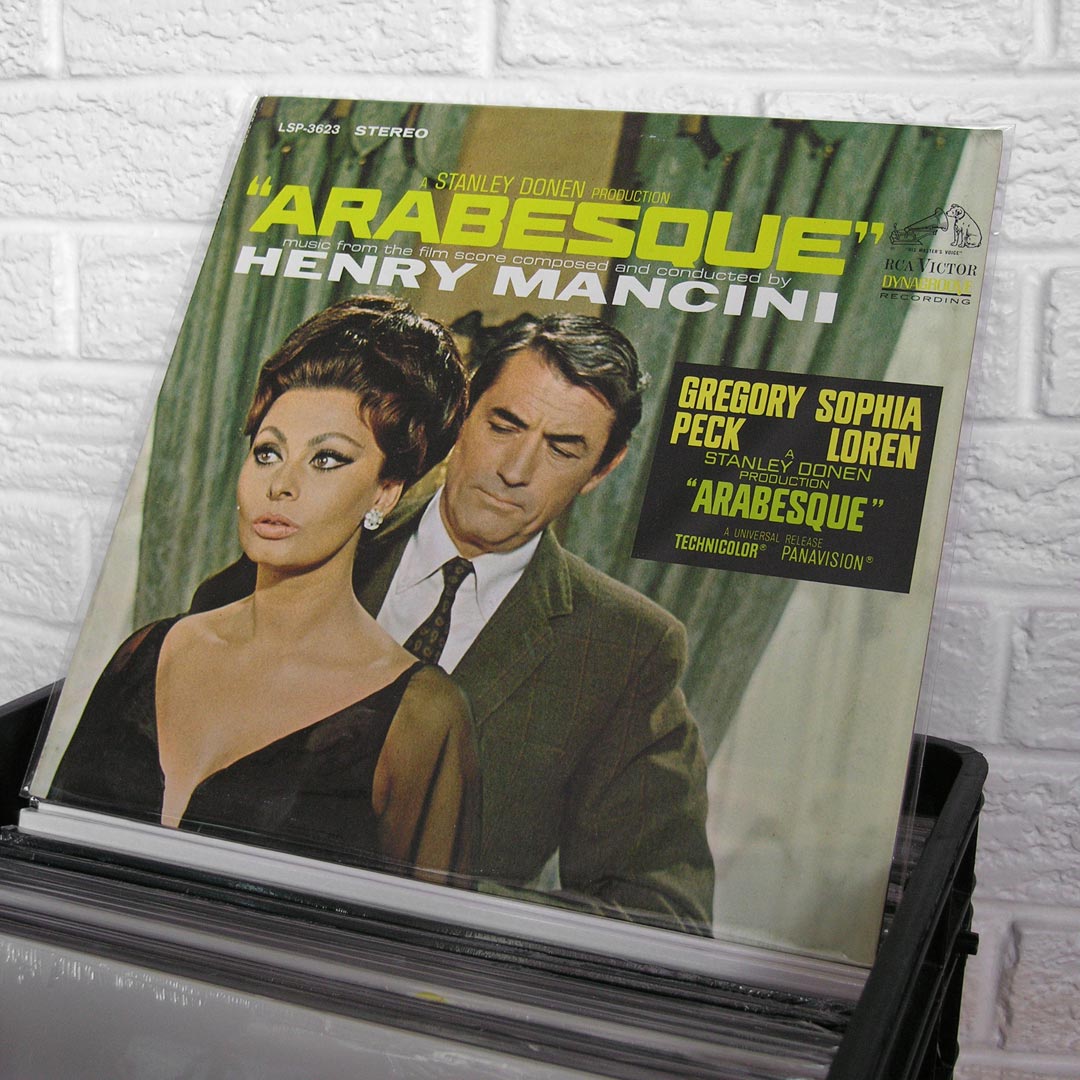 LSP-3623 STEREO
A STANLEY DONEN PRODUCTION
"ARABESQUE"
music from the film score composed and conducted by
HENRY MANCINI
"HIS MASTER'S VOICE"
RCA VICTOR
DYNAGROOVE
RECORDING
GREGORY SOPHIA
PECK LOREN
A
STANLEY DONEN
PRODUCTION
"ARABESQUE"
A UNIVERSAL RELEASE
TECHNICOLOR® PANAVISION®